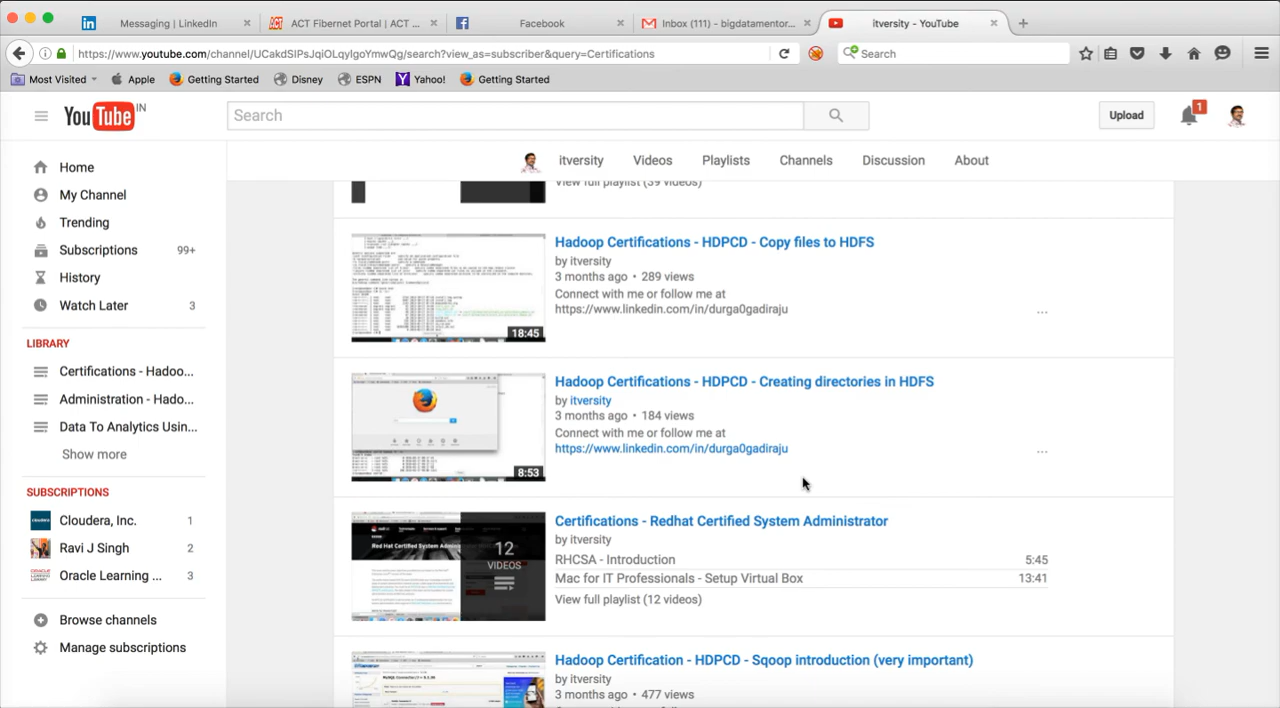 Messaging | LinkedIn
ACT Fibernet Portal | ACT ...
Facebook
Inbox (111) - bigdatamentor...
itversity - YouTube
https://www.youtube.com/channel/UCakdSIPsJqiOLqyIgoYmwQg/search?view_as=subscriber&query=Certifications
Search
Most Visited
Apple
Getting Started
Disney
ESPN
Yahoo!
Getting Started
YouTube IN
Search
Upload
1
Home
My Channel
Trending
Subscriptions 99+
History
Watch Later 3
LIBRARY
Certifications - Hadoo...
Administration - Hado...
Data To Analytics Usin...
Show more
SUBSCRIPTIONS
Cloudera, Inc. 1
Ravi J Singh 2
Oracle Learning ... 3
Browse channels
Manage subscriptions
itversity Videos Playlists Channels Discussion About
View full playlist (39 videos)
Hadoop Certifications - HDPCD - Copy files to HDFS
by itversity
3 months ago • 289 views
Connect with me or follow me at
https://www.linkedin.com/in/durga0gadiraju
18:45
Hadoop Certifications - HDPCD - Creating directories in HDFS
by itversity
3 months ago • 184 views
Connect with me or follow me at
https://www.linkedin.com/in/durga0gadiraju
8:53
Certifications - Redhat Certified System Administrator
by itversity
RHCSA - Introduction 5:45
Vbox for IT Professionals - Setup Virtual Box 13:41
View full playlist (12 videos)
12
VIDEOS
Hadoop Certification - HDPCD - Sqoop Introduction (very important)
by itversity
3 months ago • 477 views